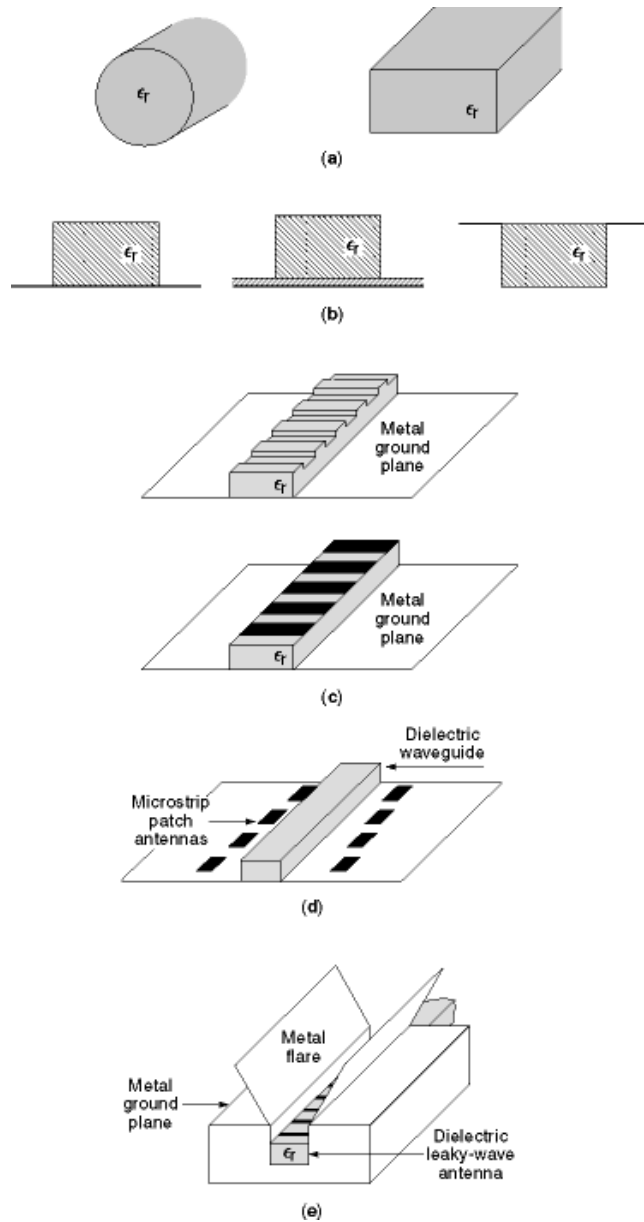 ϵr
ϵr
(a)
ϵr
ϵr
ϵr
(b)
Metal
ground
plane
ϵr
Metal
ground
plane
ϵr
(c)
Dielectric
waveguide
Microstrip
patch
antennas
(d)
Metal
flare
Metal
ground
plane
ϵr
Dielectric
leaky-wave
antenna
(e)